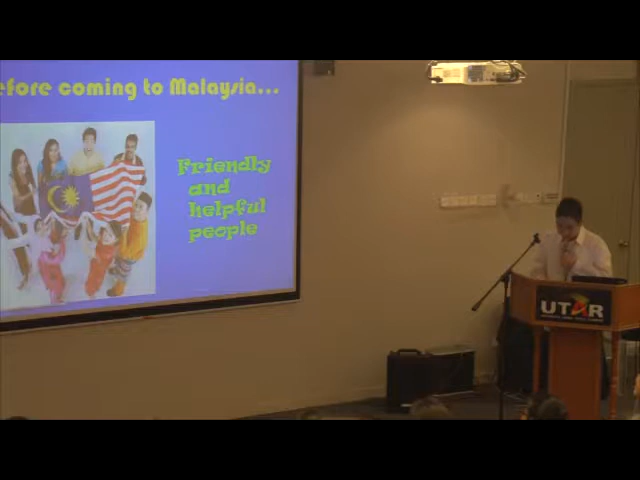 efore coming to Malaysia...
Friendly
and
helpful
people
UTAR